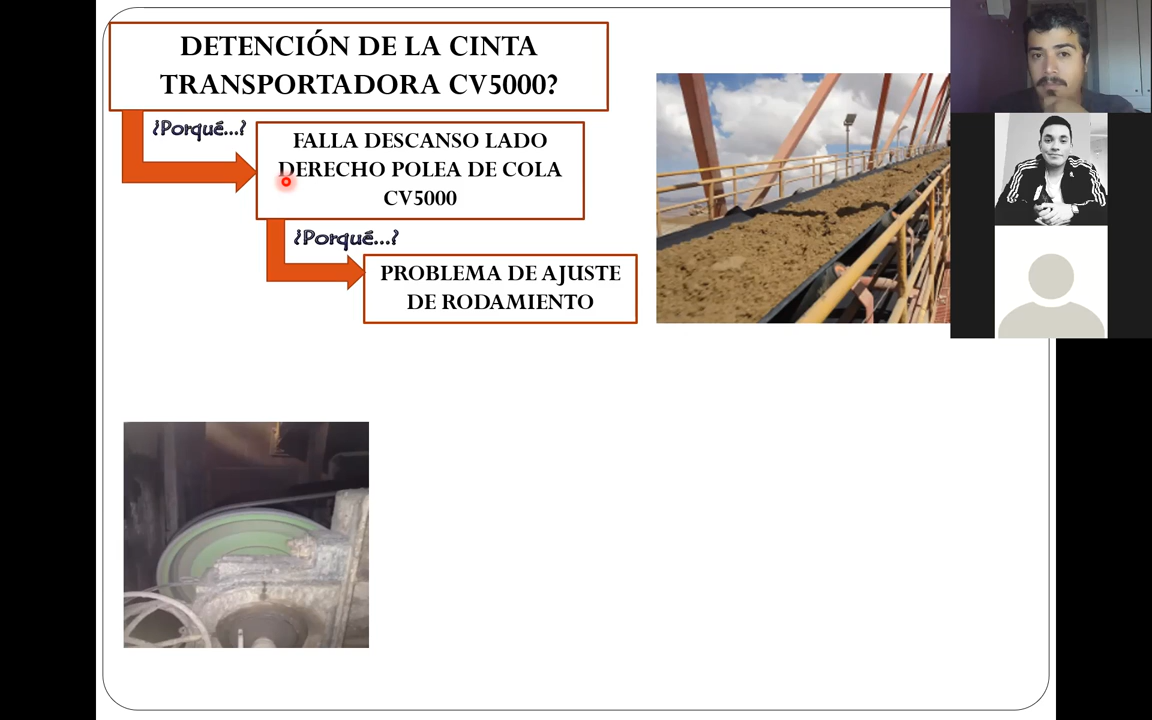 DETENCIÓN DE LA CINTA
TRANSPORTADORA CV5000?
¿Porqué...?
FALLA DESCANSO LADO
DERECHO POLEA DE COLA
CV5000
¿Porqué...?
PROBLEMA DE AJUSTE
DE RODAMIENTO